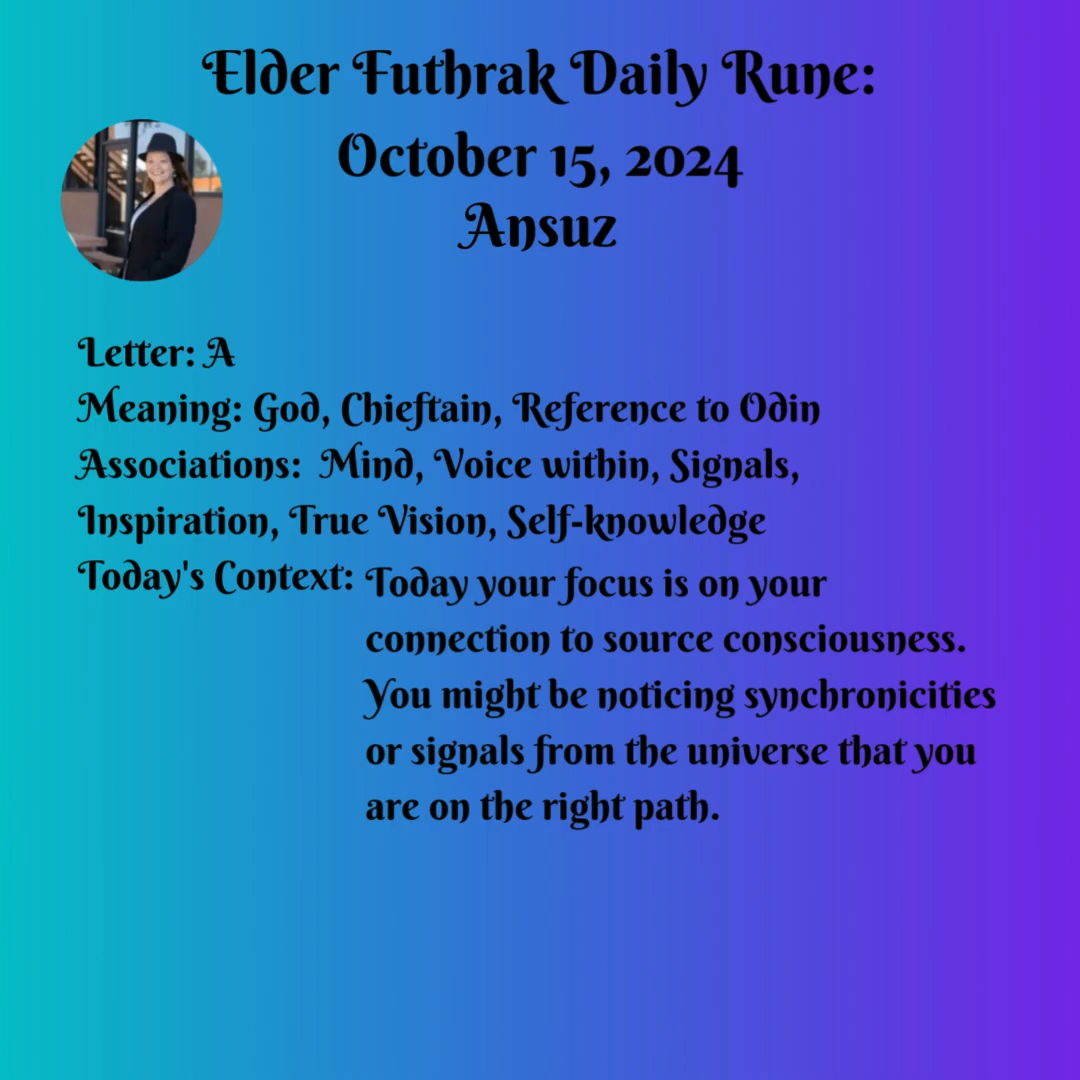 Elder Futhrak Daily Rune:
October 15, 2024
Ansuz
Letter: A
Meaning: God, Chieftain, Reference to Odin
Associations: Mind, Voice within, Signals,
Inspiration, True Vision, Self-knowledge
Today's Context: Today your focus is on your
connection to source consciousness.
You might be noticing synchronicities
or signals from the universe that you
are on the right path.